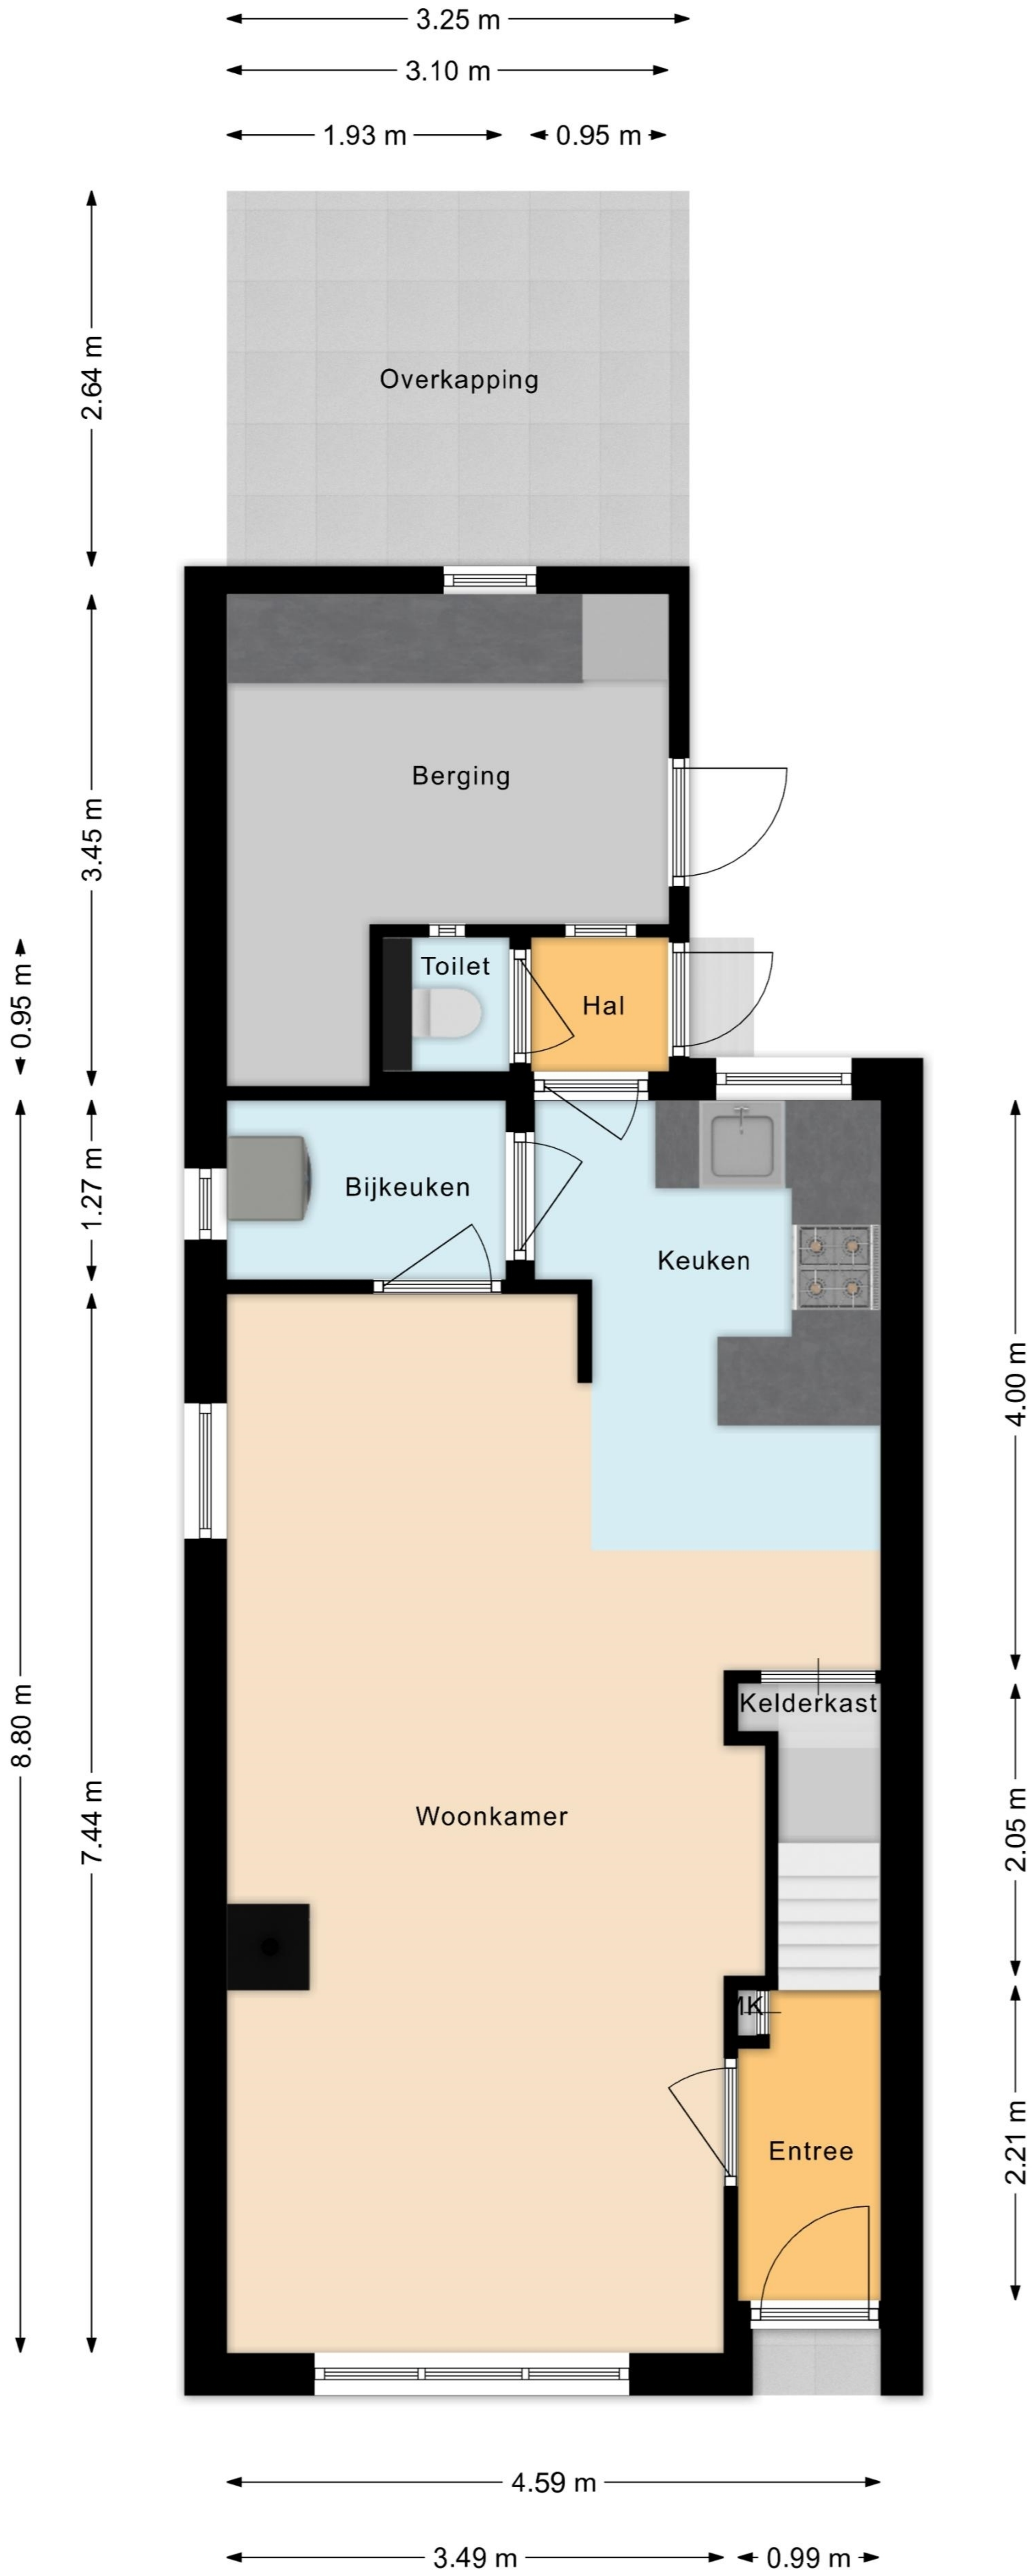 3.25 m
3.10 m
1.93 m
0.95 m
2.64 m
Overkapping
3.45 m
Berging
0.95 m
Toilet
Hal
1.27 m
Bijkeuken
Keuken
4.00 m
8.80 m
7.44 m
Kelderkast
Woonkamer
2.05 m
MK
Entree
2.21 m
4.59 m
3.49 m
0.99 m